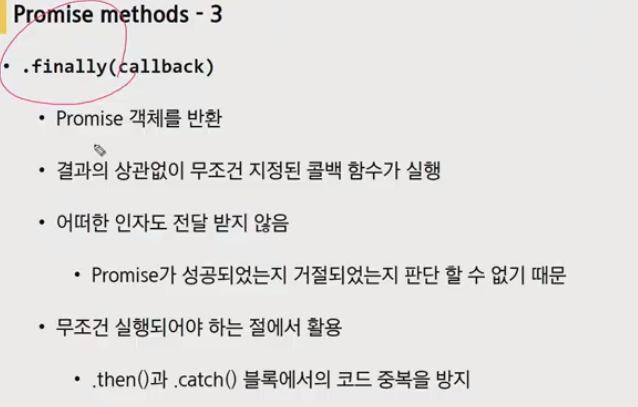 Promise methods - 3
• .finally(callback)
• Promise 객체를 반환
• 결과의 상관없이 무조건 지정된 콜백 함수가 실행
• 어떠한 인자도 전달 받지 않음
• Promise가 성공되었는지 거절되었는지 판단 할 수 없기 때문
• 무조건 실행되어야 하는 절에서 활용
• .then()과 .catch() 블록에서의 코드 중복을 방지